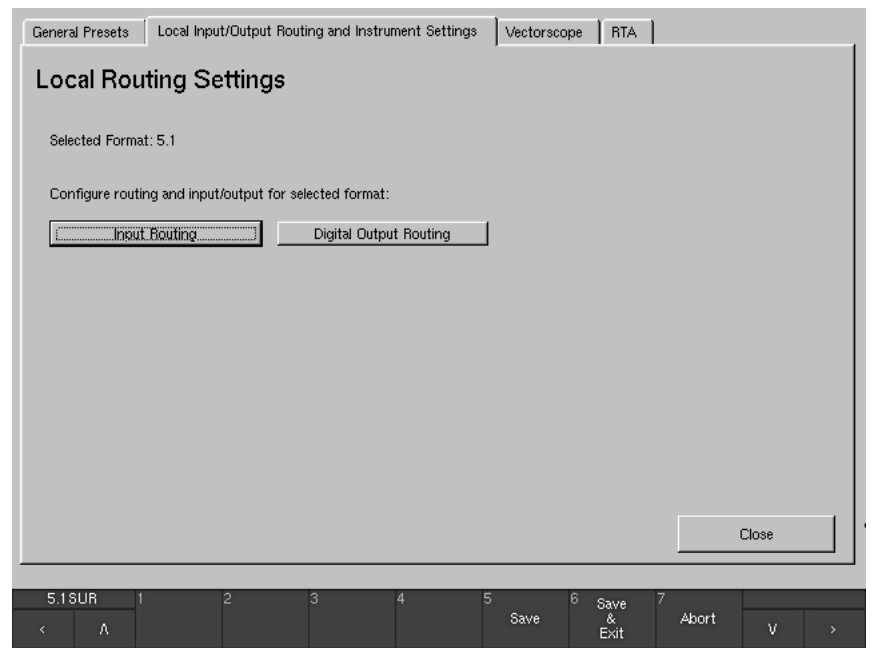 General Presets Local Input/Output Routing and Instrument Settings Vectorscope RTA
Local Routing Settings
Selected Format: 5.1
Configure routing and input/output for selected format:
Input Routing Digital Output Routing
Close
5.1SUR 1 2 3 4 5 Save 6 Save & Exit 7 Abort
< Λ V >